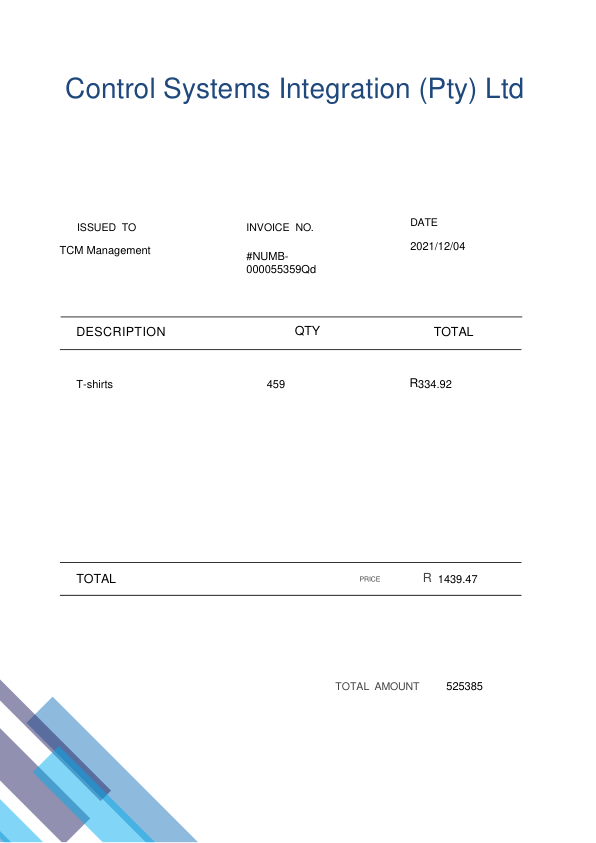 Control Systems Integration (Pty) Ltd
ISSUED TO
INVOICE NO.
DATE
TCM Management
#NUMB-
000055359Qd
2021/12/04
DESCRIPTION
QTY
TOTAL
T-shirts
459
R334.92
TOTAL
PRICE
R 1439.47
TOTAL AMOUNT
525385